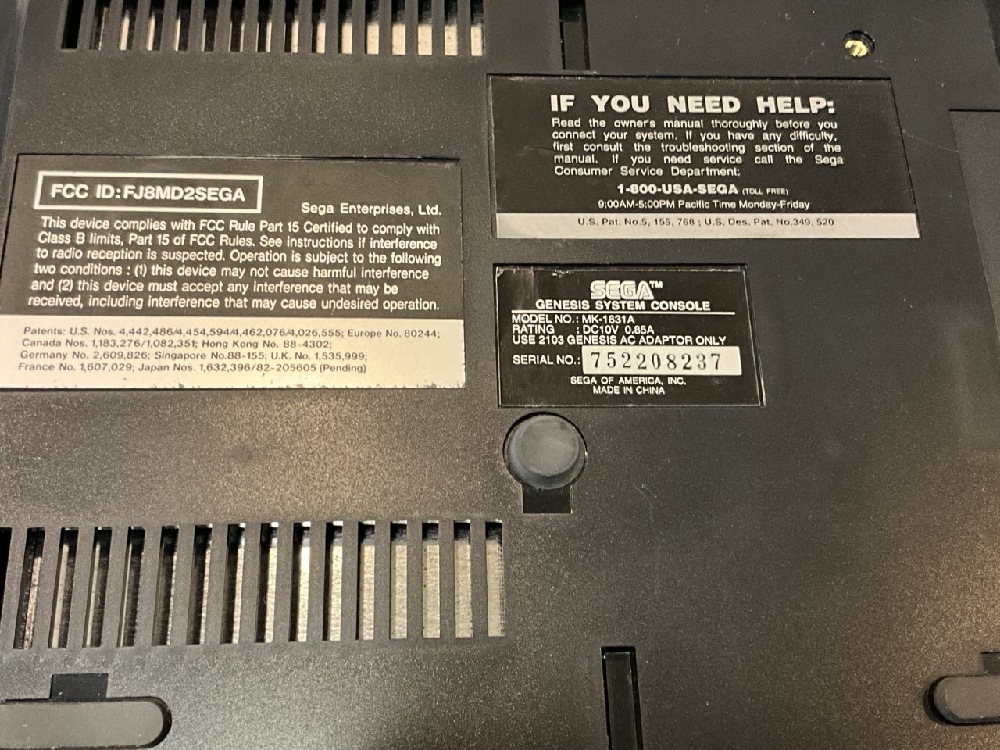 IF YOU NEED HELP:
Read the owner's manual thoroughly before you
connect your system. If you have any difficulty,
first consult the troubleshooting section of the
manual. If you need service call the Sega
Consumer Service Department:
1-800-USA-SEGA (TOLL FREE)
9:00AM-5:00PM Pacific Time Monday-Friday
U.S. Pat. No.5, 155, 768 ; U.S. Des. Pat. No.349, 520
FCC ID:FJ8MD2SEGA
Sega Enterprises, Ltd.
This device complies with FCC Rule Part 15 Certified to comply with
Class B limits, Part 15 of FCC Rules. See instructions if interference
to radio reception is suspected. Operation is subject to the following
two conditions : (1) this device may not cause harmful interference
and (2) this device must accept any interference that may be
received, including interference that may cause undesired operation.
Patents: U.S. Nos. 4,442,486/4,454,594/4,462,076/4,026,555; Europe No. 80244;
Canada Nos. 1,183,276/1,082,351; Hong Kong No. 88-4302;
Germany No. 2,609,826; Singapore No.88-155; U.K. No. 1,535,999;
France No. 1,607,029; Japan Nos. 1,632,396/82-205605 (Pending)
SEGA™
GENESIS SYSTEM CONSOLE
MODEL NO.: MK-1631A
RATING : DC10V 0.85A
USE 2103 GENESIS AC ADAPTOR ONLY
SERIAL NO.: 752208237
SEGA OF AMERICA, INC.
MADE IN CHINA